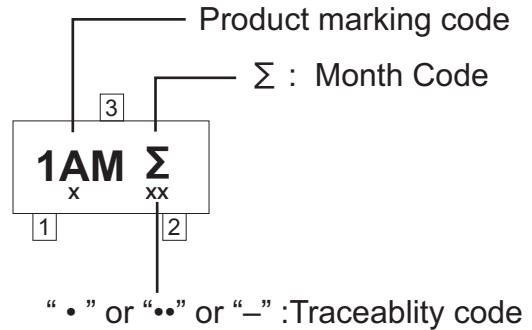 Product marking code
Σ : Month Code
3
1AM Σ
x xx
1 2
“ • ” or “••” or “–” :Traceablity code